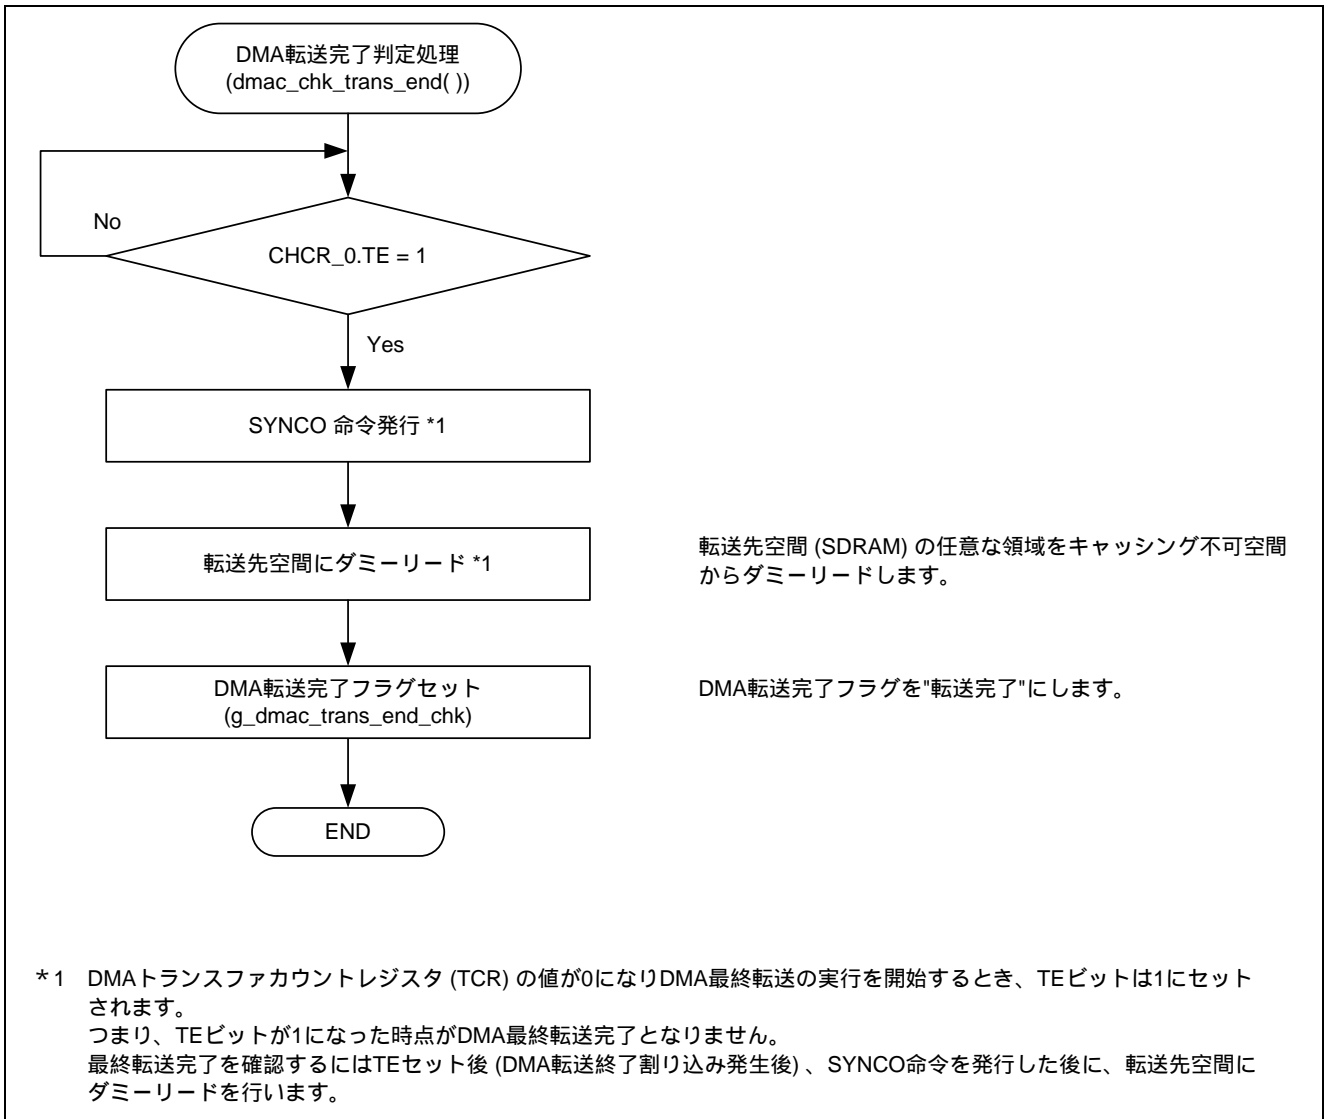 DMA転送完了判定処理
(dmac_chk_trans_end( ))
No
CHCR_0.TE = 1
Yes
SYNCO 命令発行 *1
転送先空間にダミーリード *1
転送先空間 (SDRAM) の任意な領域をキャッシング不可空間
からダミーリードします。
DMA転送完了フラグセット
(g_dmac_trans_end_chk)
DMA転送完了フラグを"転送完了"にします。
END
*1 DMAトランスファカウントレジスタ (TCR) の値が0になりDMA最終転送の実行を開始するとき、TEビットは1にセット
されます。
つまり、TEビットが1になった時点がDMA最終転送完了となりません。
最終転送完了を確認するにはTEセット後 (DMA転送終了割り込み発生後) 、SYNCO命令を発行した後に、転送先空間に
ダミーリードを行います。